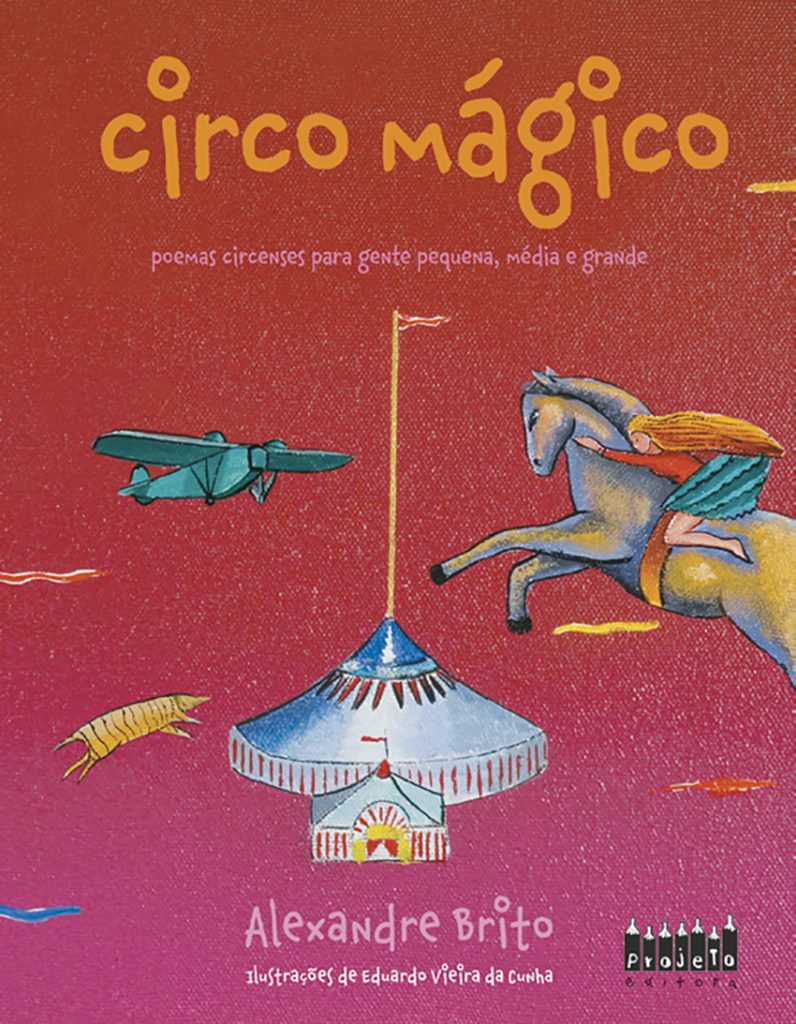 circo mágico
poemas circenses para gente pequena, média e grande
Alexandre Brito
Ilustrações de Eduardo Vieira da Cunha
Projeto
editora